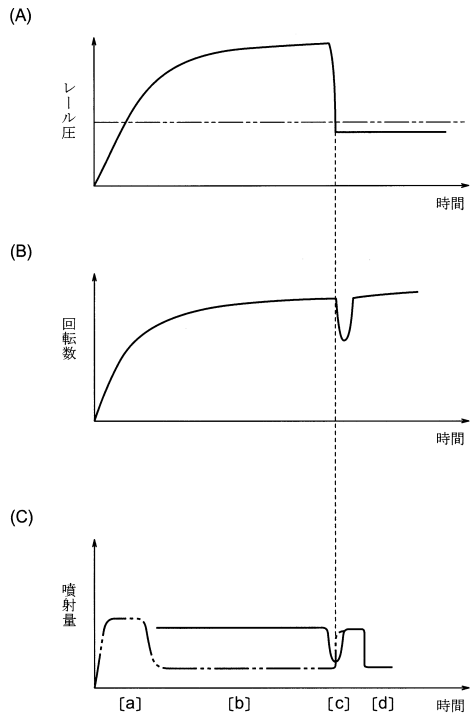 (A)
レール圧
時間
(B)
回転数
時間
(C)
噴射量
[a] [b] [c] [d] 時間